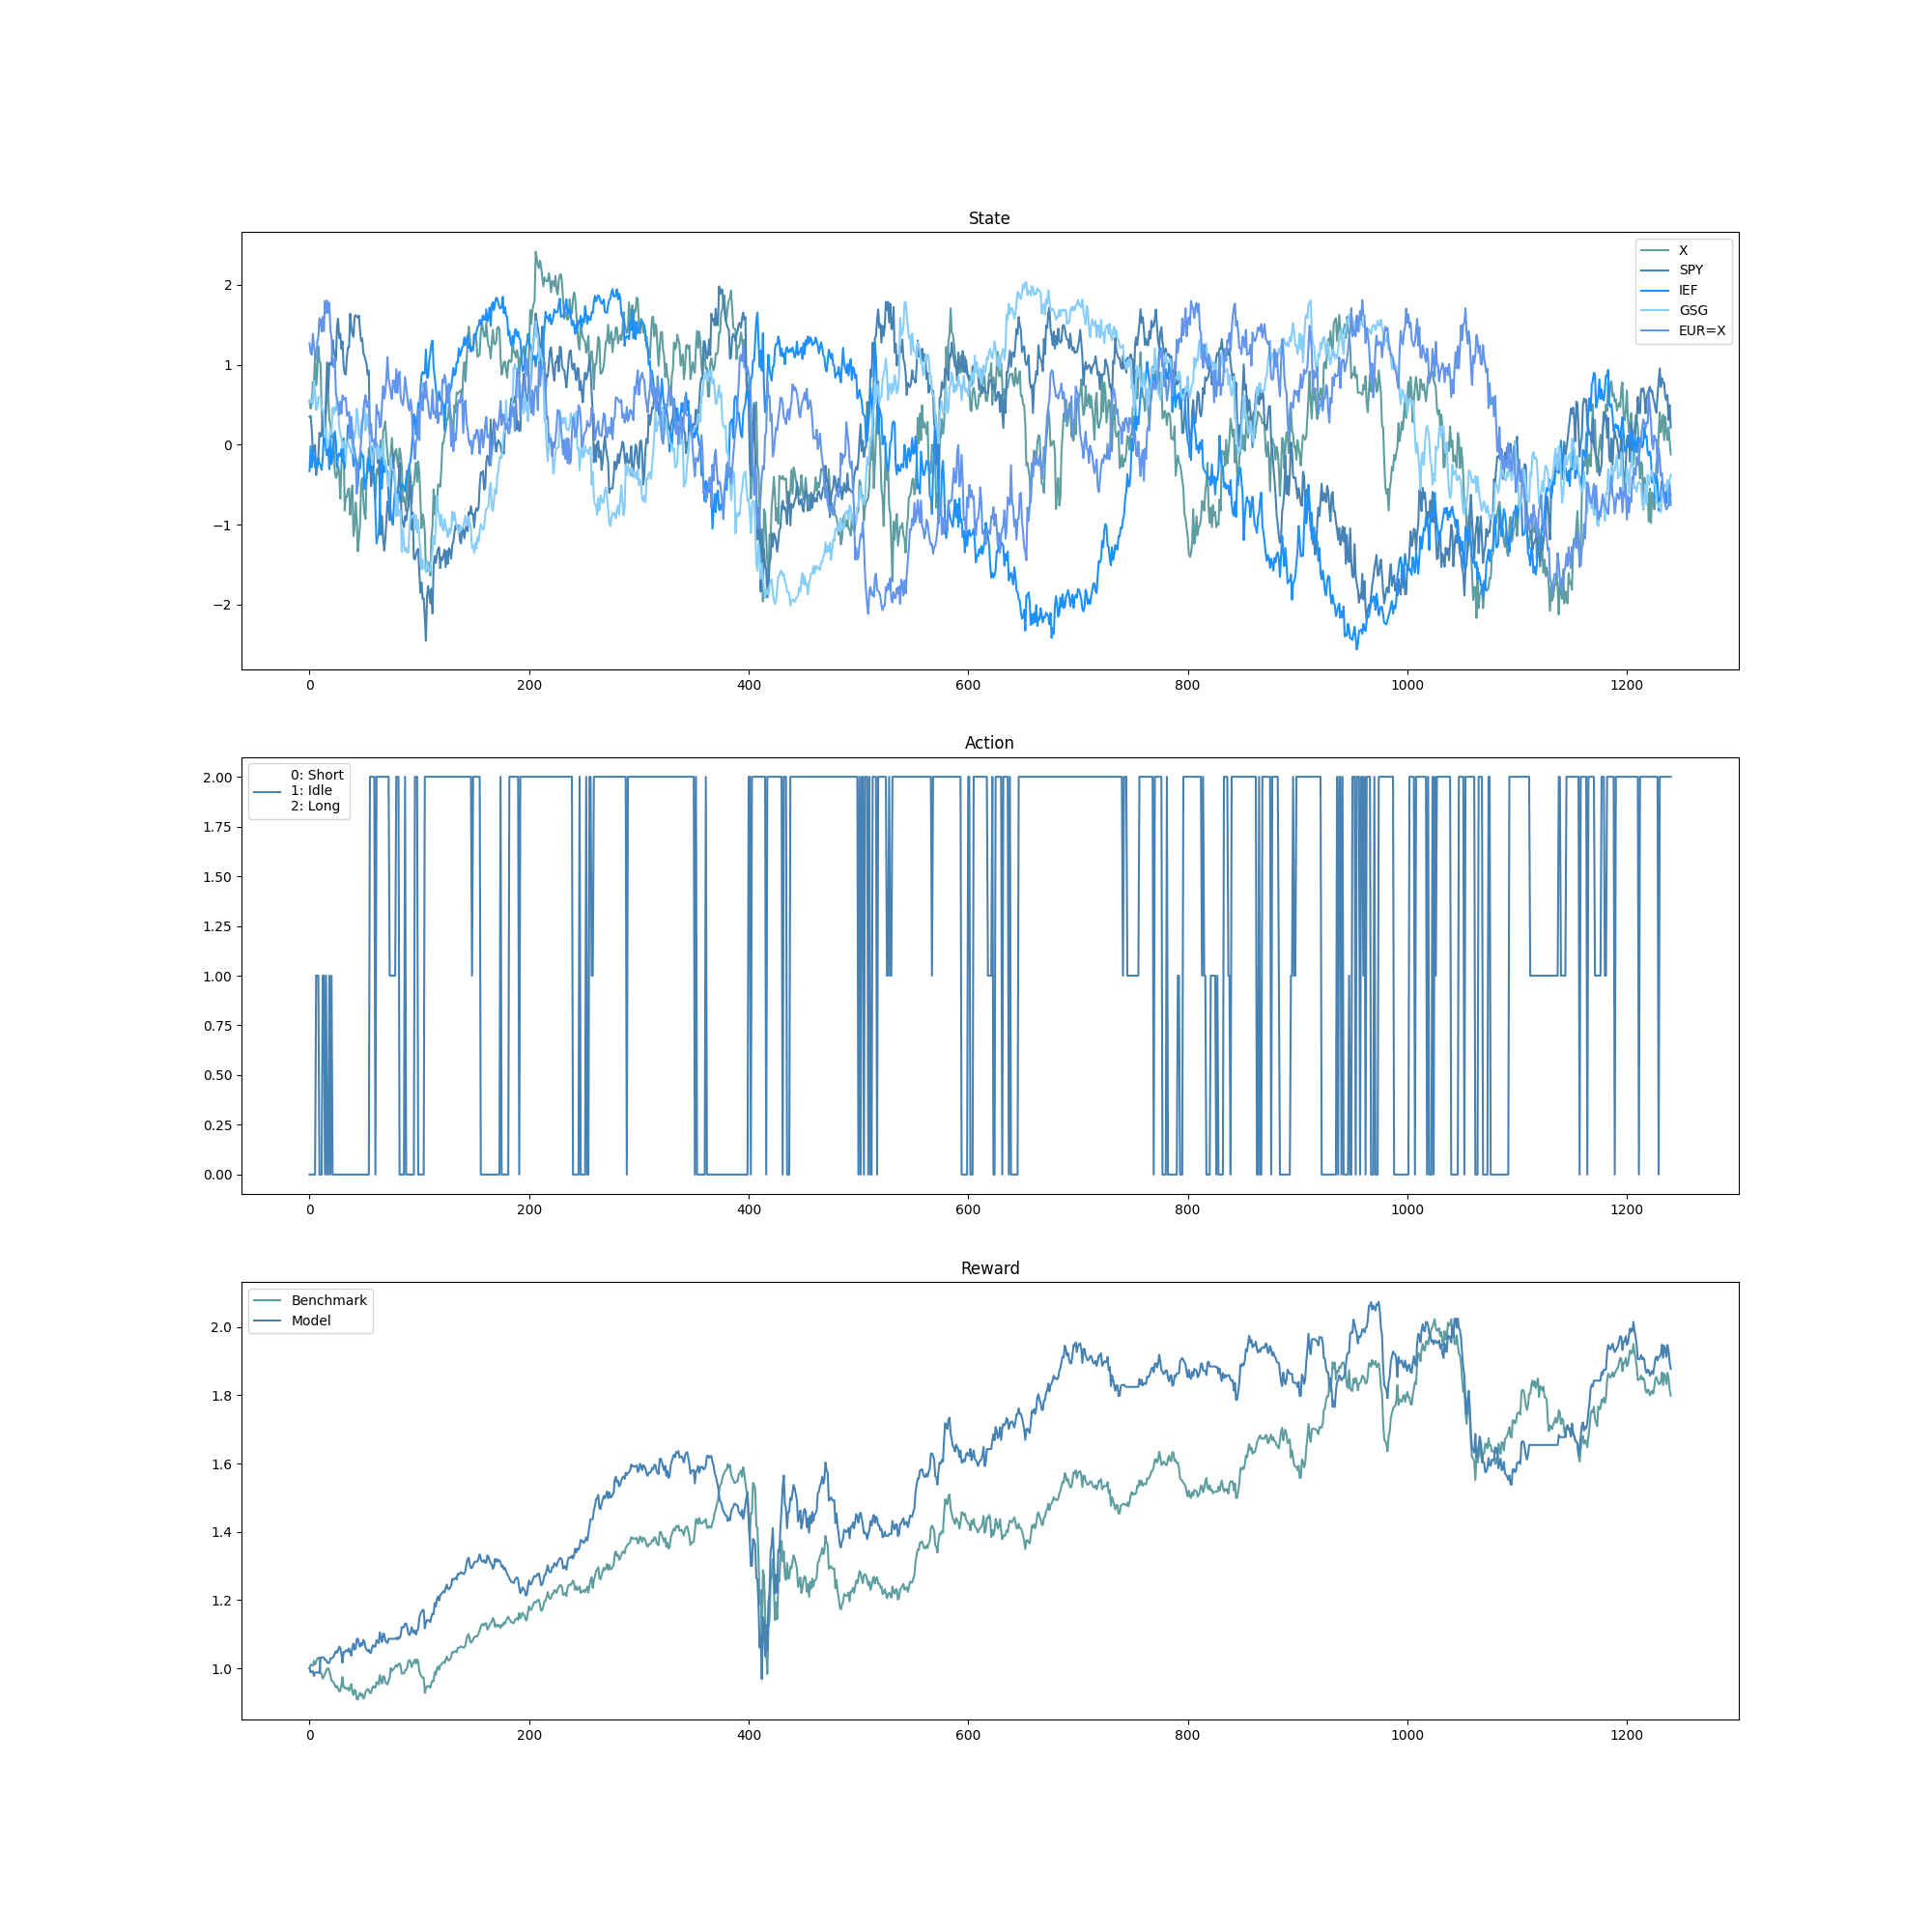 State
2
1
0
−1
−2
X
SPY
IEF
GSG
EUR=X
0 200 400 600 800 1000 1200
Action
2.00
1.75
1.50
1.25
1.00
0.75
0.50
0.25
0.00
0: Short
1: Idle
2: Long
0 200 400 600 800 1000 1200
Reward
Benchmark
Model
2.0
1.8
1.6
1.4
1.2
1.0
0 200 400 600 800 1000 1200